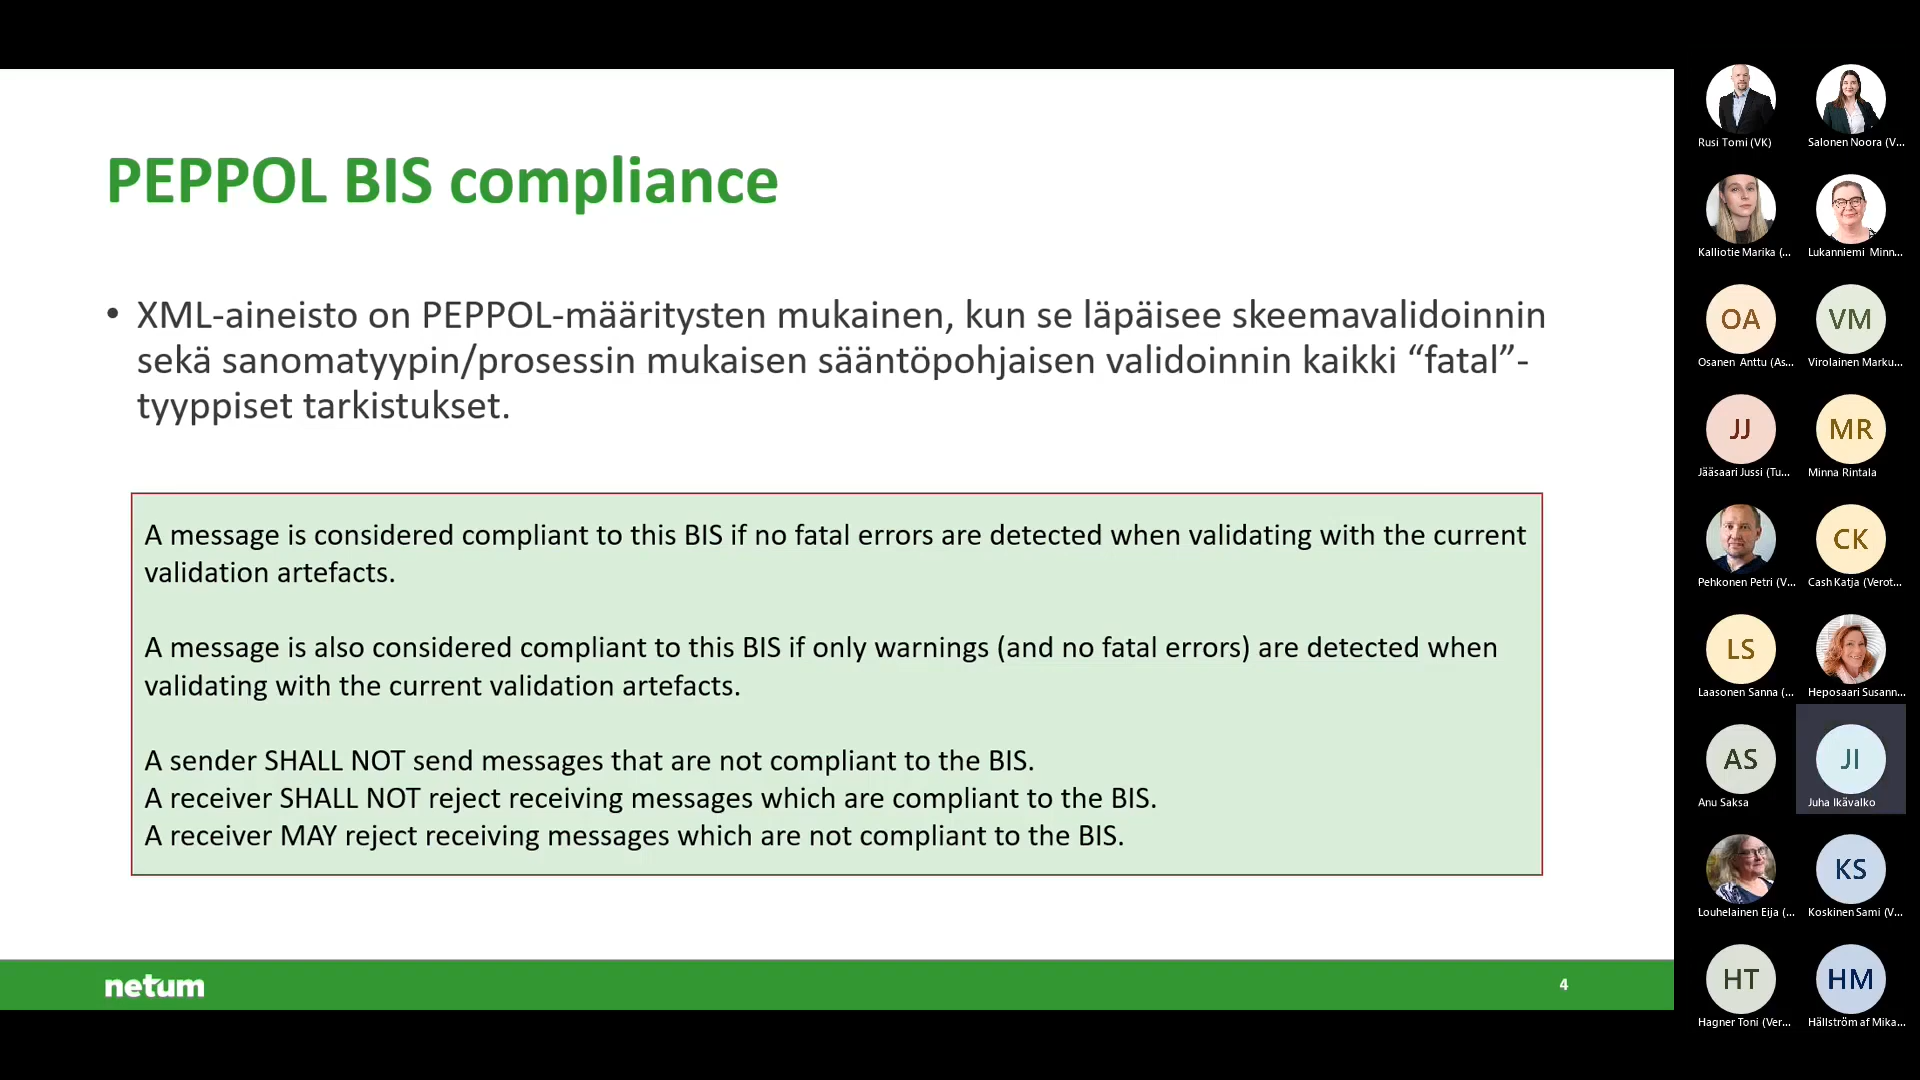 PEPPOL BIS compliance
• XML-aineisto on PEPPOL-määritysten mukainen, kun se läpäisee skeemavalidoinnin
sekä sanomatyypin/prosessin mukaisen sääntöpohjaisen validoinnin kaikki “fatal”-
tyyppiset tarkistukset.
A message is considered compliant to this BIS if no fatal errors are detected when validating with the current
validation artefacts.
A message is also considered compliant to this BIS if only warnings (and no fatal errors) are detected when
validating with the current validation artefacts.
A sender SHALL NOT send messages that are not compliant to the BIS.
A receiver SHALL NOT reject receiving messages which are compliant to the BIS.
A receiver MAY reject receiving messages which are not compliant to the BIS.
netum
4
Rusi Tomi (VK)
Salonen Noora (V...
Kalliotie Marika (...
Lukanniemi Minn...
OA
VM
Osanen Anttu (As...
Virolainen Marku...
JJ
MR
Jääsaari Jussi (Tu...
Minna Rintala
CK
Pehkonen Petri (V...
Cash Katja (Verot...
LS
Laasonen Sanna (...
Heposaari Susann...
AS
JI
Anu Saksa
Juha Ikävalko
KS
Louhelainen Eija (...
Koskinen Sami (V...
HT
HM
Hagner Toni (Ver...
Hällström af Mika...